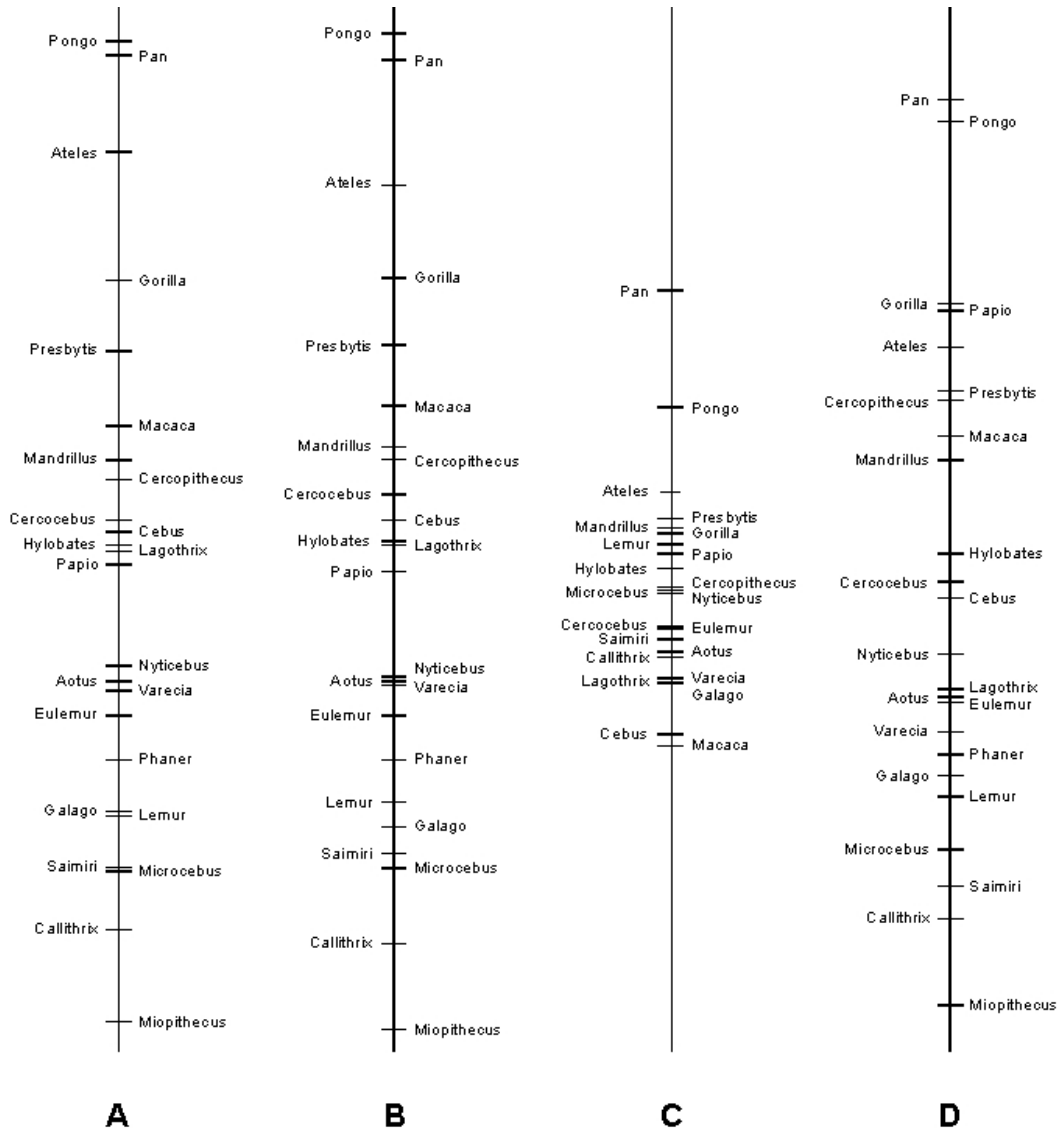 Pongo
Pan
Ateles
Gorilla
Presbytis
Macaca
Mandrillus
Cercopithecus
Cercocebus
Cebus
Hylobates
Lagothrix
Papio
Nyticebus
Aotus
Varecia
Eulemur
Phaner
Galago
Lemur
Saimiri
Microcebus
Callithrix
Miopithecus
A
Pongo
Pan
Ateles
Gorilla
Presbytis
Macaca
Mandrillus
Cercopithecus
Cercocebus
Cebus
Hylobates
Lagothrix
Papio
Nyticebus
Aotus
Varecia
Eulemur
Phaner
Lemur
Galago
Saimiri
Microcebus
Callithrix
Miopithecus
B
Pan
Pongo
Ateles
Presbytis
Mandrillus
Gorilla
Lemur
Papio
Hylobates
Cercopithecus
Microcebus
Nyticebus
Cercocebus
Eulemur
Saimiri
Aotus
Callithrix
Varecia
Lagothrix
Galago
Cebus
Macaca
C
Pan
Pongo
Gorilla
Papio
Ateles
Presbytis
Cercopithecus
Macaca
Mandrillus
Hylobates
Cercocebus
Cebus
Nyticebus
Lagothrix
Aotus
Eulemur
Varecia
Phaner
Galago
Lemur
Microcebus
Saimiri
Callithrix
Miopithecus
D